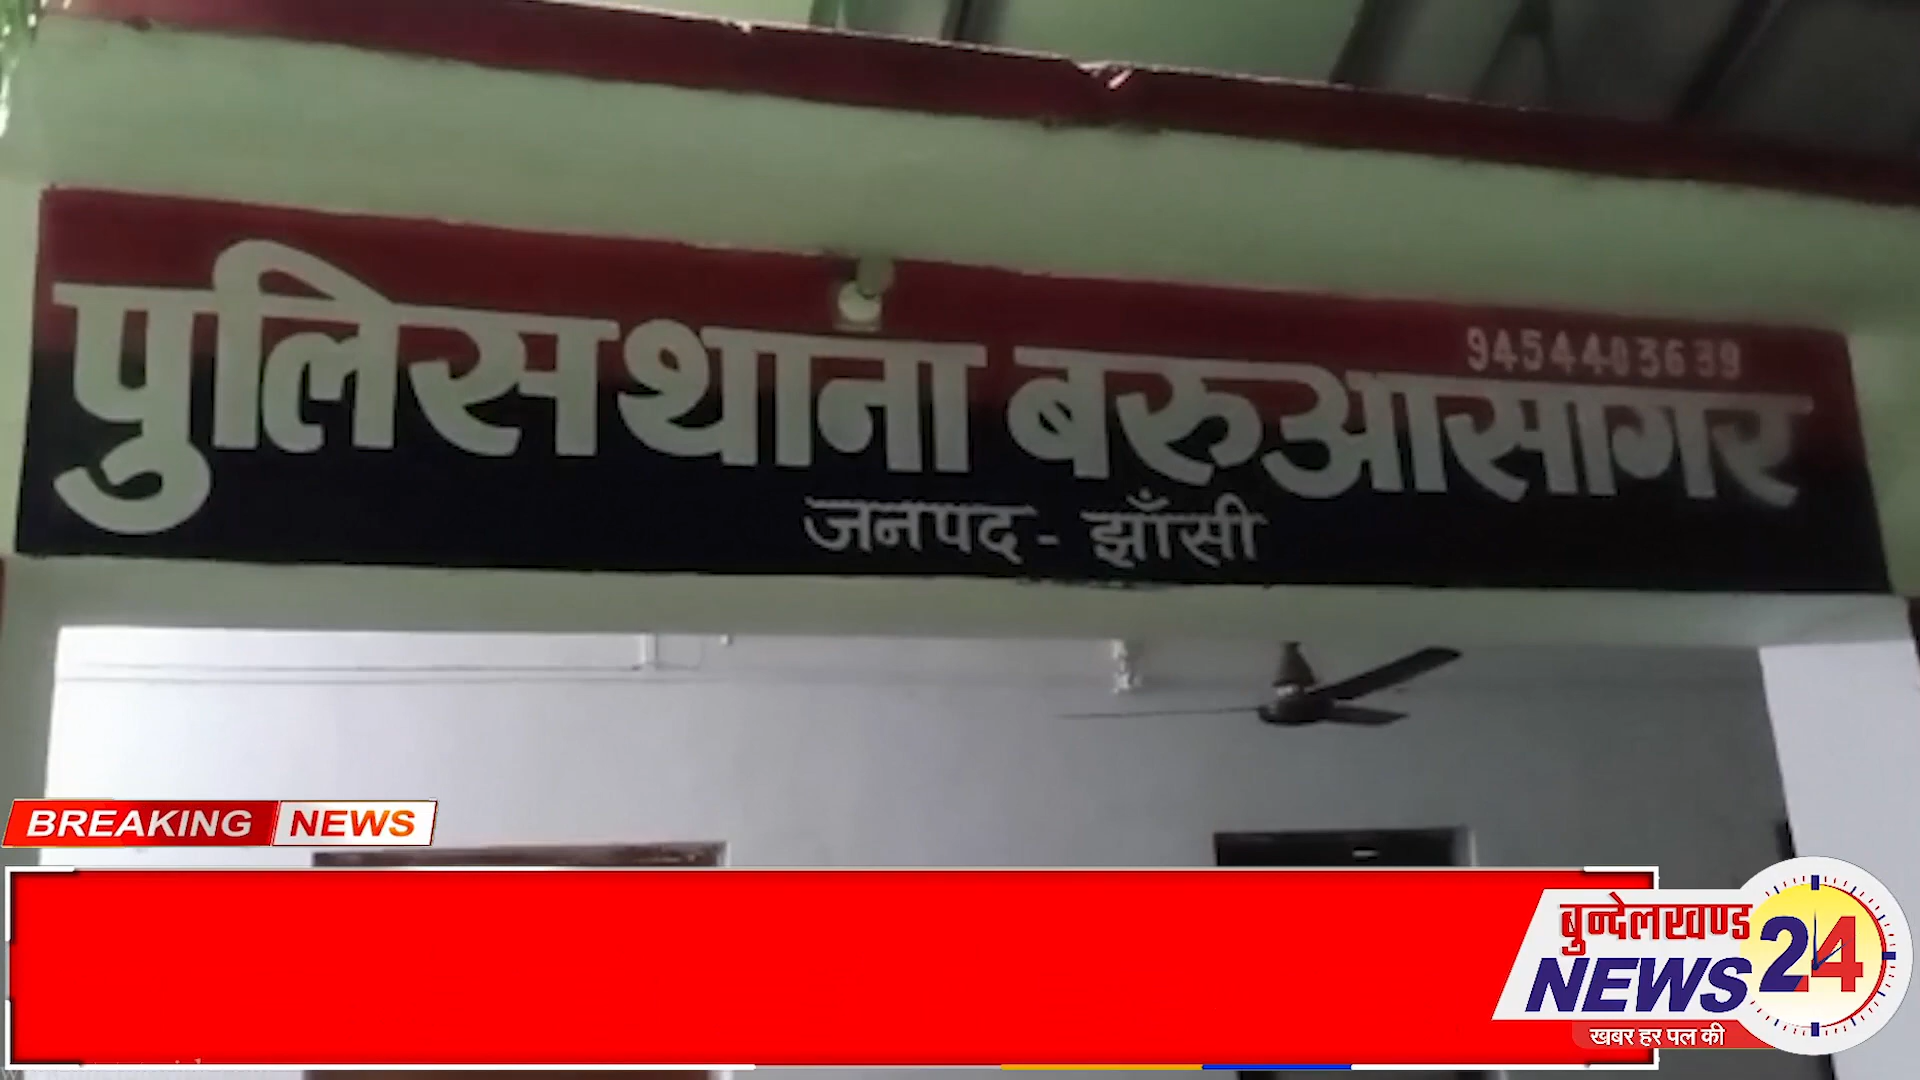 9454403639
पुलिस थाना बरुआसागर
जनपद - झाँसी
BREAKING NEWS
बुन्देलखण्ड
NEWS 24
खबर हर पल की